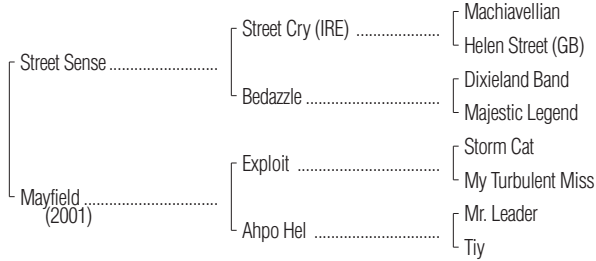 Machiavellian
Street Cry (IRE) ....................
Helen Street (GB)
Street Sense ..........................
Dixieland Band
Bedazzle ................................
Majestic Legend
Storm Cat
Exploit ..................................
My Turbulent Miss
Mayfield ................................
(2001)
Mr. Leader
Ahpo Hel ..............................
Tiy